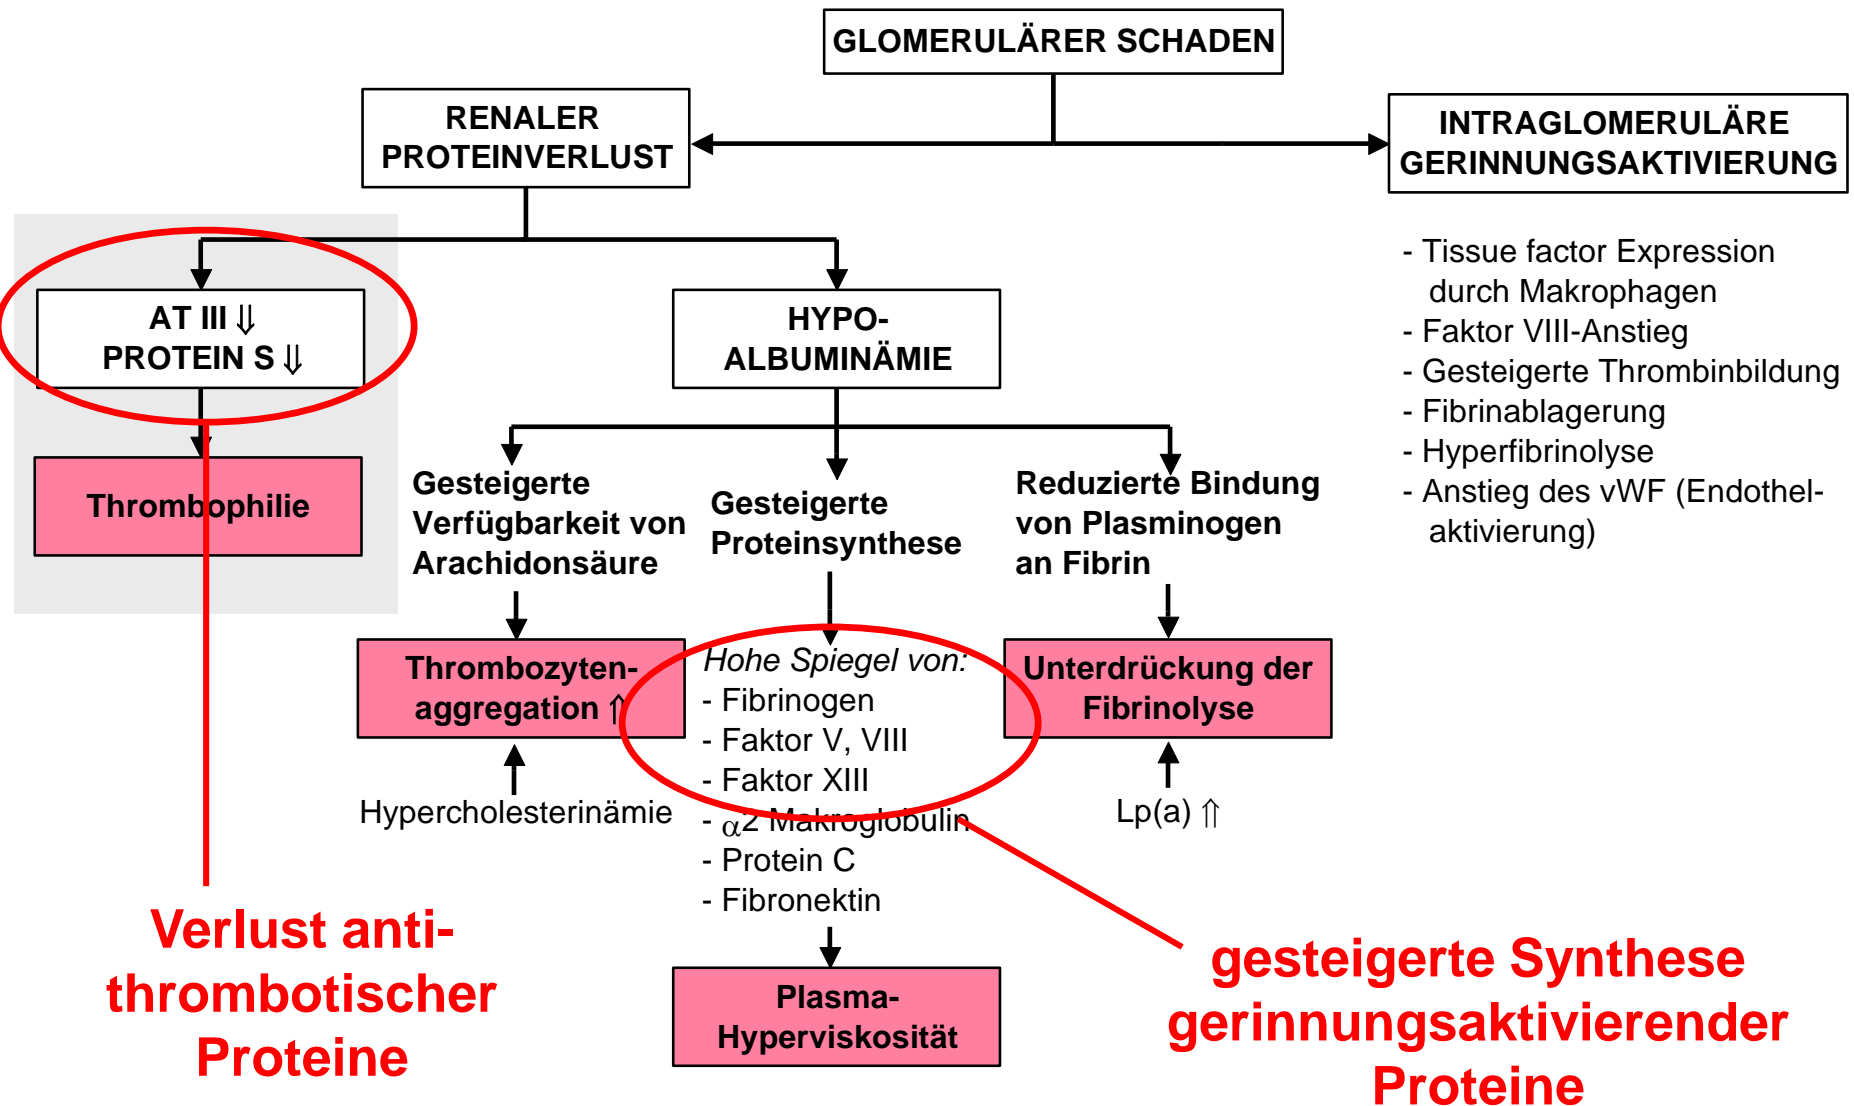 GLOMERULÄRER SCHADEN
RENALER
PROTEINVERLUST
INTRAGLOMERULÄRE
GERINNUNGSAKTIVIERUNG
- Tissue factor Expression
durch Makrophagen
- Faktor VIII-Anstieg
- Gesteigerte Thrombinbildung
- Fibrinablagerung
- Hyperfibrinolyse
- Anstieg des vWF (Endothel-
aktivierung)
AT III ⇓
PROTEIN S ⇓
HYPO-
ALBUMINÄMIE
Thrombophilie
Gesteigerte
Verfügbarkeit von
Arachidonsäure
Gesteigerte
Proteinsynthese
Reduzierte Bindung
von Plasminogen
an Fibrin
Thrombozyten-
aggregation ⇑
Hypercholesterinämie
Hohe Spiegel von:
- Fibrinogen
- Faktor V, VIII
- Faktor XIII
- α2 Makroglobulin
- Protein C
- Fibronektin
Unterdrückung der
Fibrinolyse
Lp(a) ⇑
Plasma-
Hyperviskosität
Verlust anti-
thrombotischer
Proteine
gesteigerte Synthese
gerinnungsaktivierender
Proteine